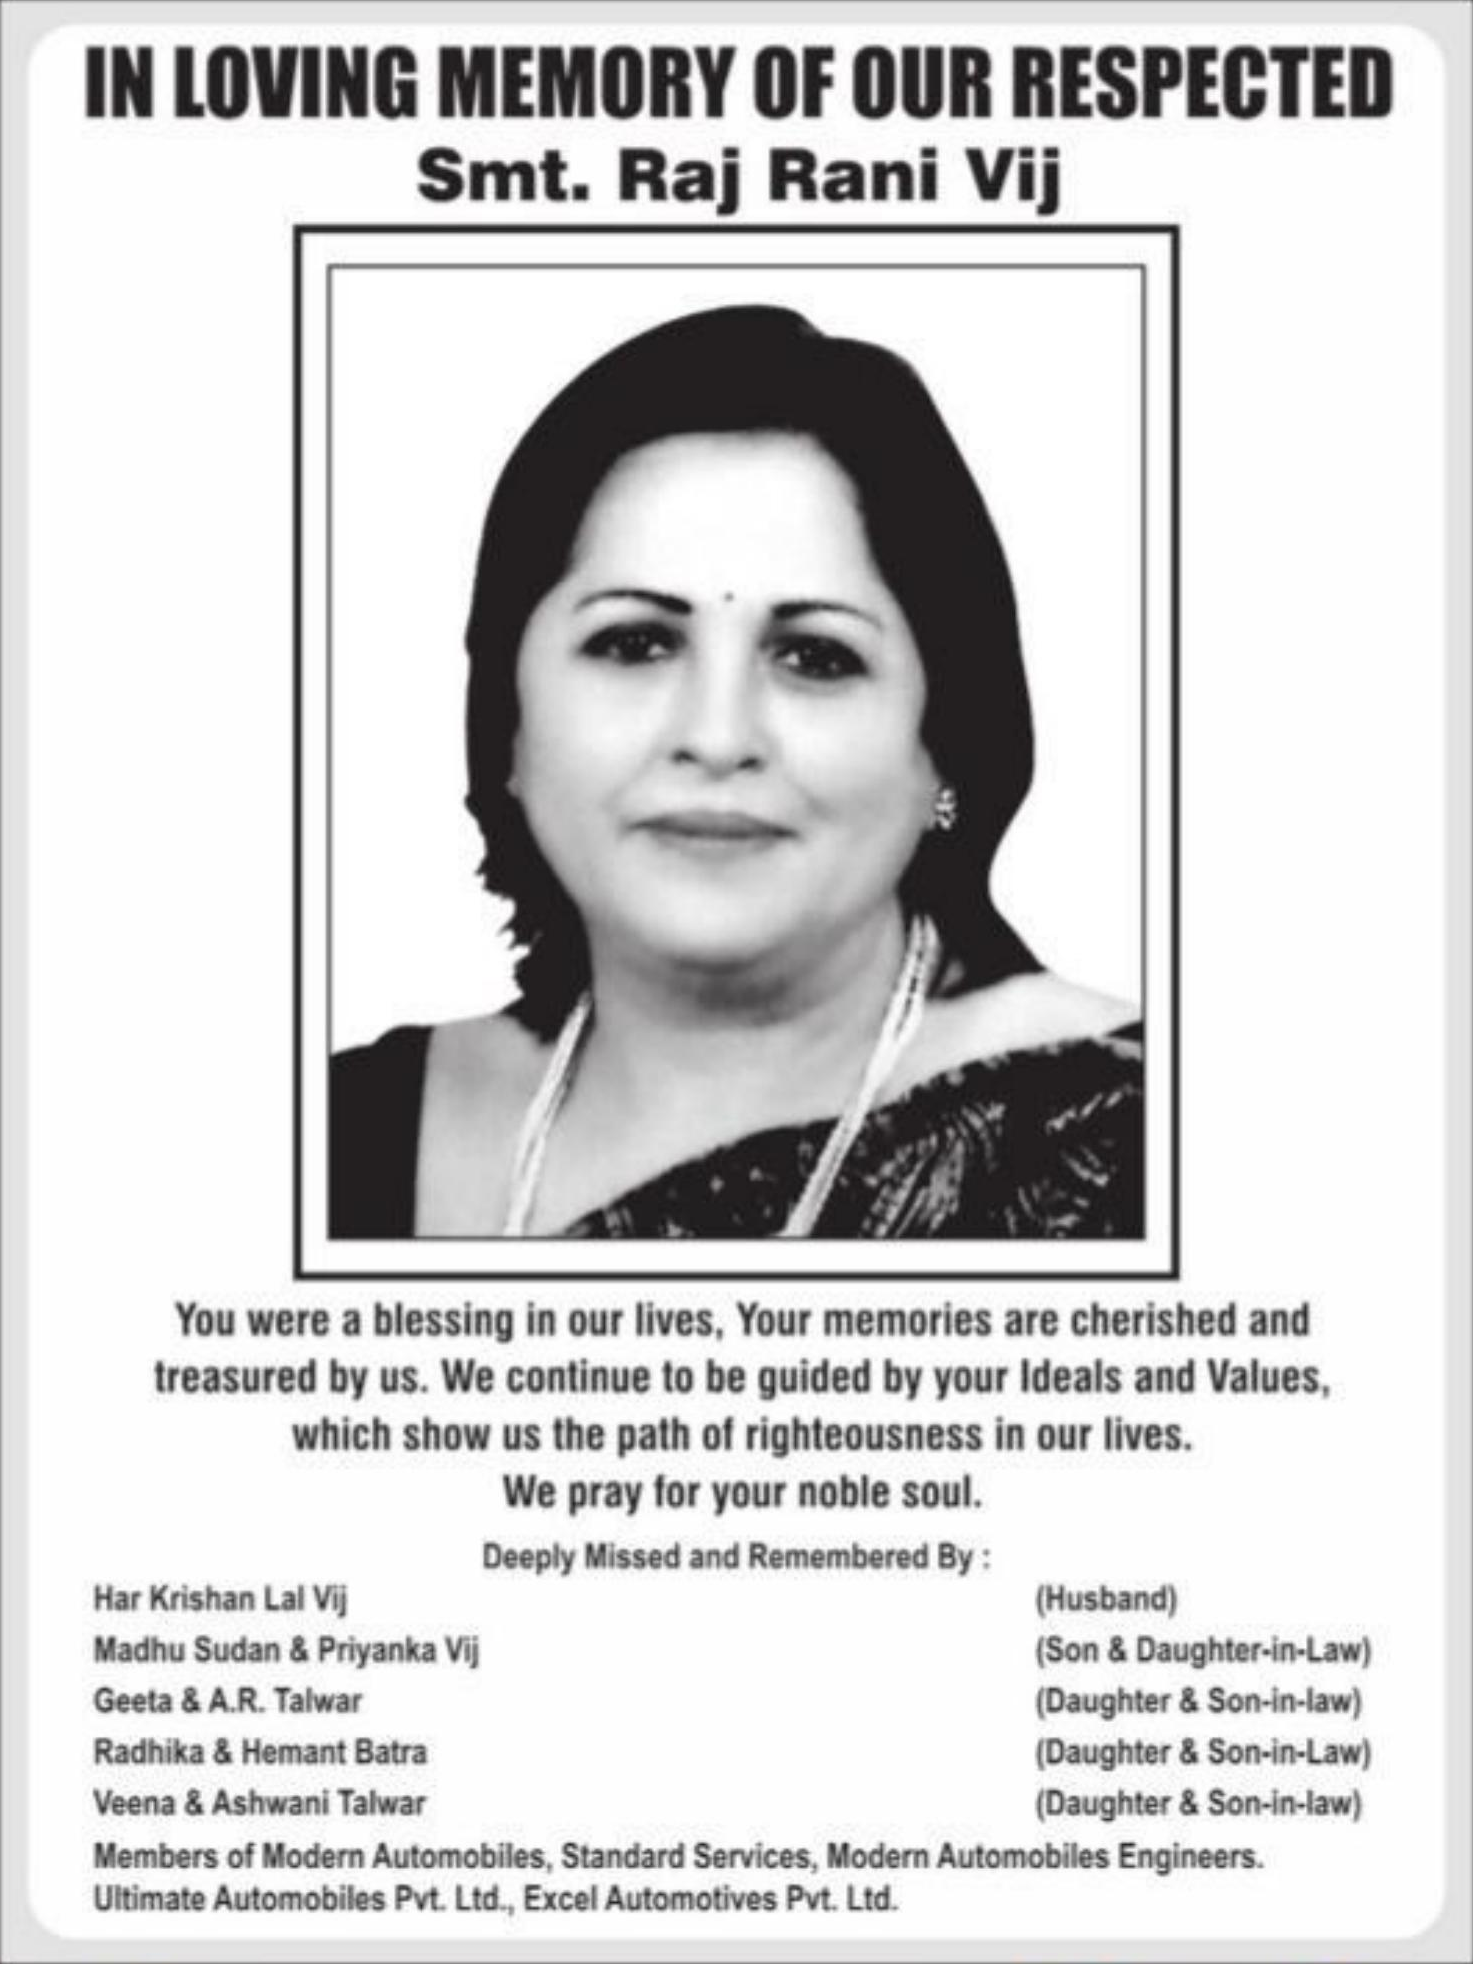 IN LOVING MEMORY OF OUR RESPECTED
Smt. Raj Rani Vij
You were a blessing in our lives, Your memories are cherished and
treasured by us. We continue to be guided by your Ideals and Values,
which show us the path of righteousness in our lives.
We pray for your noble soul.
Deeply Missed and Remembered By :
Har Krishan Lal Vij (Husband)
Madhu Sudan & Priyanka Vij (Son & Daughter-in-Law)
Geeta & A.R. Talwar (Daughter & Son-in-law)
Radhika & Hemant Batra (Daughter & Son-in-Law)
Veena & Ashwani Talwar (Daughter & Son-in-law)
Members of Modern Automobiles, Standard Services, Modern Automobiles Engineers.
Ultimate Automobiles Pvt. Ltd., Excel Automotives Pvt. Ltd.